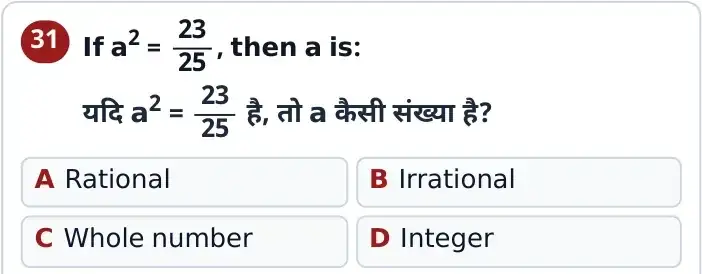 31 If a² = 23/25, then a is:
यदि a² = 23/25 है, तो a कैसी संख्या है?
A Rational
B Irrational
C Whole number
D Integer